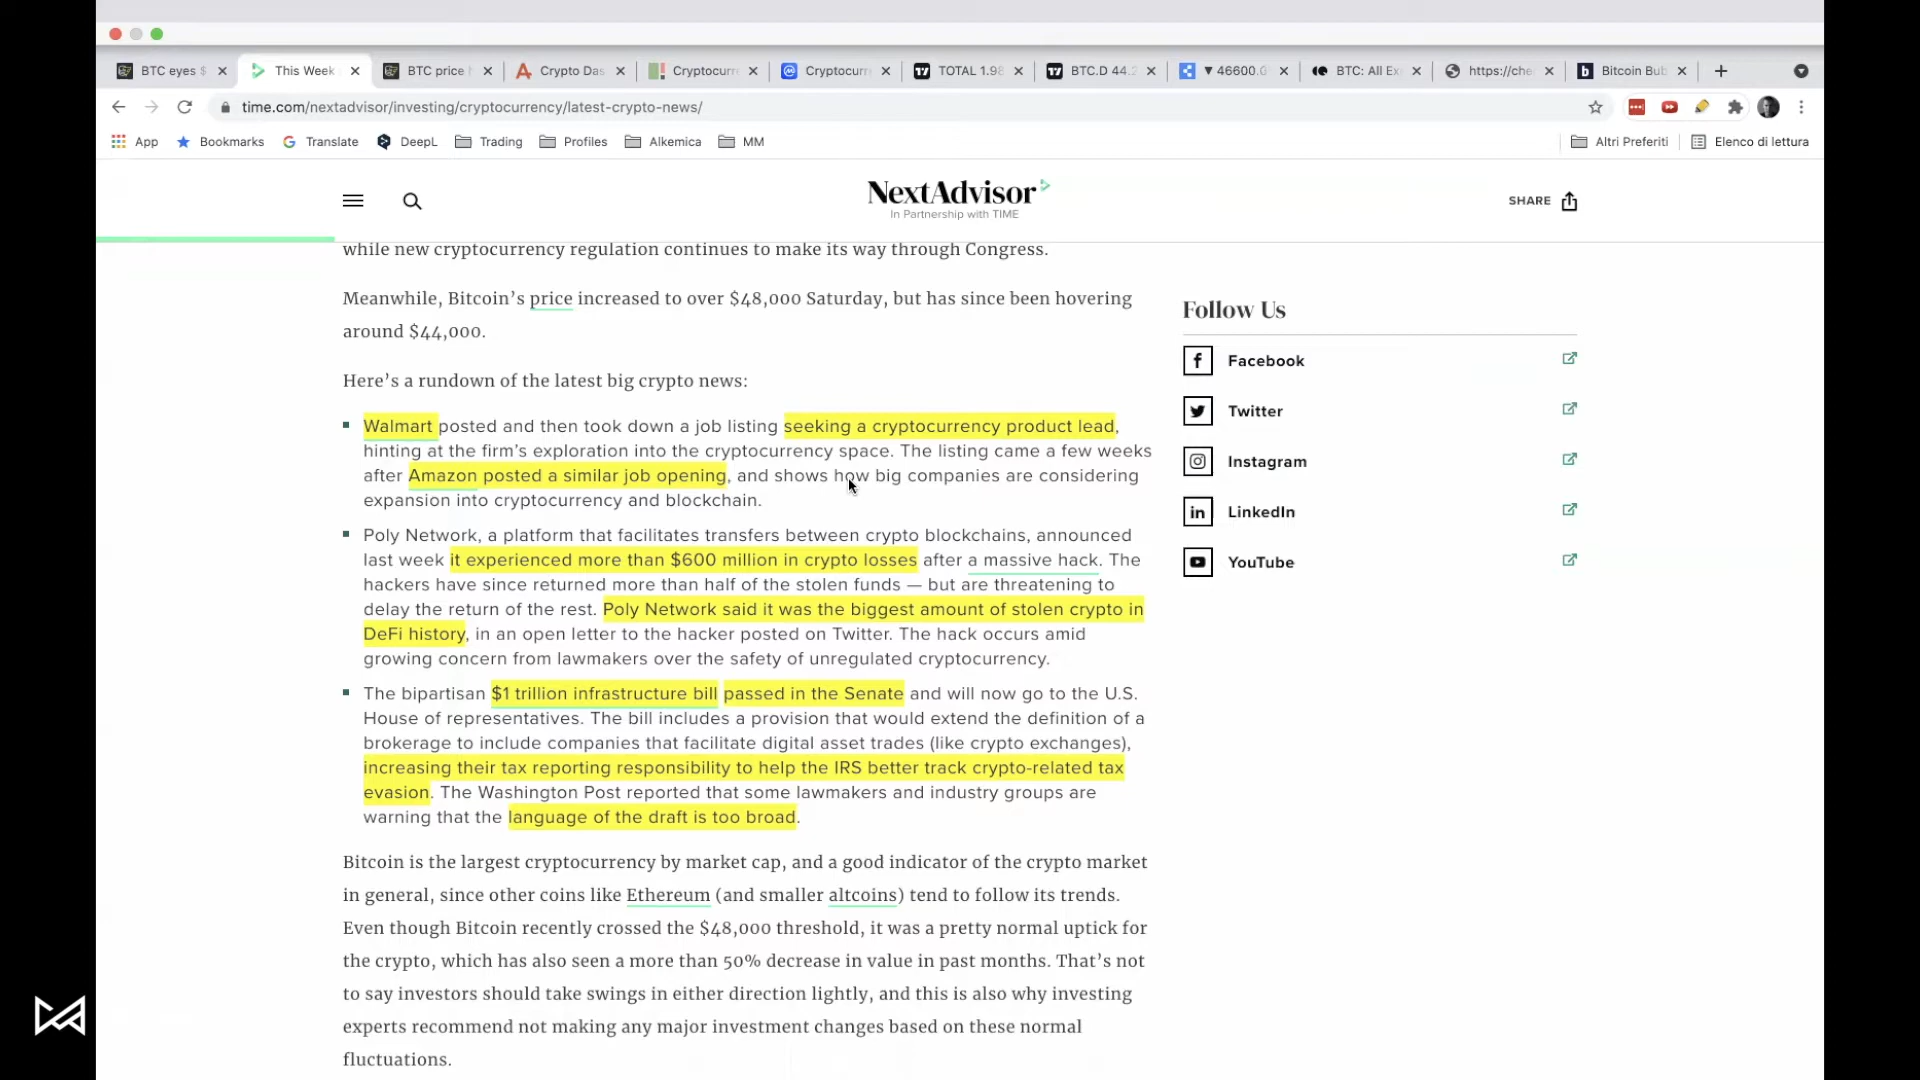 BTC eyes $
This Week
BTC price
Crypto Das
Cryptocurr
Cryptocurr
TOTAL 1.98
BTC.D 44.2
▼ 46600.0
BTC: All Ex
https://che
Bitcoin Bub
time.com/nextadvisor/investing/cryptocurrency/latest-crypto-news/
App
Bookmarks
Translate
DeepL
Trading
Profiles
Alkemica
MM
Altri Preferiti
Elenco di lettura
NextAdvisor
In Partnership with TIME
SHARE
while new cryptocurrency regulation continues to make its way through Congress.
Meanwhile, Bitcoin’s price increased to over $48,000 Saturday, but has since been hovering
around $44,000.
Here’s a rundown of the latest big crypto news:
Walmart posted and then took down a job listing seeking a cryptocurrency product lead,
hinting at the firm’s exploration into the cryptocurrency space. The listing came a few weeks
after Amazon posted a similar job opening, and shows how big companies are considering
expansion into cryptocurrency and blockchain.
Poly Network, a platform that facilitates transfers between crypto blockchains, announced
last week it experienced more than $600 million in crypto losses after a massive hack. The
hackers have since returned more than half of the stolen funds — but are threatening to
delay the return of the rest. Poly Network said it was the biggest amount of stolen crypto in
DeFi history, in an open letter to the hacker posted on Twitter. The hack occurs amid
growing concern from lawmakers over the safety of unregulated cryptocurrency.
The bipartisan $1 trillion infrastructure bill passed in the Senate and will now go to the U.S.
House of representatives. The bill includes a provision that would extend the definition of a
brokerage to include companies that facilitate digital asset trades (like crypto exchanges),
increasing their tax reporting responsibility to help the IRS better track crypto-related tax
evasion. The Washington Post reported that some lawmakers and industry groups are
warning that the language of the draft is too broad.
Bitcoin is the largest cryptocurrency by market cap, and a good indicator of the crypto market
in general, since other coins like Ethereum (and smaller altcoins) tend to follow its trends.
Even though Bitcoin recently crossed the $48,000 threshold, it was a pretty normal uptick for
the crypto, which has also seen a more than 50% decrease in value in past months. That’s not
to say investors should take swings in either direction lightly, and this is also why investing
experts recommend not making any major investment changes based on these normal
fluctuations.
Follow Us
Facebook
Twitter
Instagram
LinkedIn
YouTube